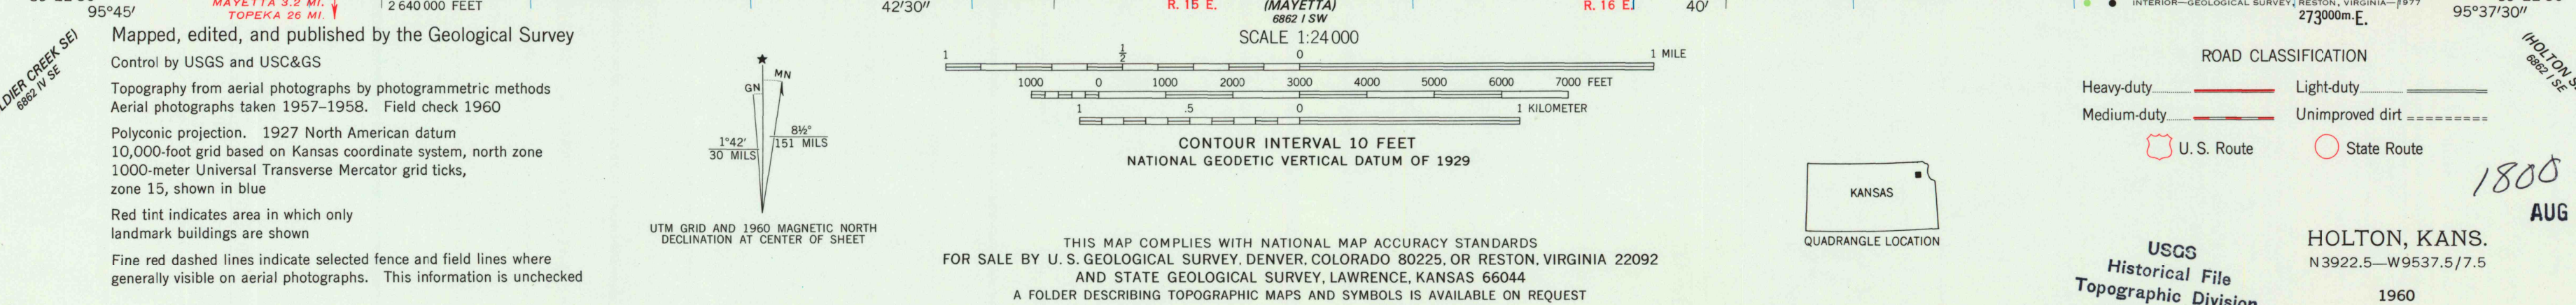 95°45′
MAYETTA 3.2 MI.
TOPEKA 26 MI.
2 640 000 FEET
42′30″
R. 15 E.
(MAYETTA)
6862 I SW
R. 16 E.
40′
INTERIOR—GEOLOGICAL SURVEY, RESTON, VIRGINIA—1977
273000m.E.
95°37′30″
LDIER CREEK SE)
6862 IV SE
Mapped, edited, and published by the Geological Survey
Control by USGS and USC&GS
Topography from aerial photographs by photogrammetric methods
Aerial photographs taken 1957–1958. Field check 1960
Polyconic projection. 1927 North American datum
10,000-foot grid based on Kansas coordinate system, north zone
1000-meter Universal Transverse Mercator grid ticks,
zone 15, shown in blue
Red tint indicates area in which only
landmark buildings are shown
Fine red dashed lines indicate selected fence and field lines where
generally visible on aerial photographs. This information is unchecked
★
MN
GN
1°42′
30 MILS
8½°
151 MILS
UTM GRID AND 1960 MAGNETIC NORTH
DECLINATION AT CENTER OF SHEET
SCALE 1:24 000
1 ½ 0 1 MILE
1000 0 1000 2000 3000 4000 5000 6000 7000 FEET
1 .5 0 1 KILOMETER
CONTOUR INTERVAL 10 FEET
NATIONAL GEODETIC VERTICAL DATUM OF 1929
THIS MAP COMPLIES WITH NATIONAL MAP ACCURACY STANDARDS
FOR SALE BY U. S. GEOLOGICAL SURVEY, DENVER, COLORADO 80225, OR RESTON, VIRGINIA 22092
AND STATE GEOLOGICAL SURVEY, LAWRENCE, KANSAS 66044
A FOLDER DESCRIBING TOPOGRAPHIC MAPS AND SYMBOLS IS AVAILABLE ON REQUEST
KANSAS
QUADRANGLE LOCATION
ROAD CLASSIFICATION
Heavy-duty Light-duty
Medium-duty Unimproved dirt
U. S. Route State Route
(HOLTON S
6862 I SE
1800
AUG
USGS
Historical File
Topographic Division
HOLTON, KANS.
N3922.5—W9537.5/7.5
1960